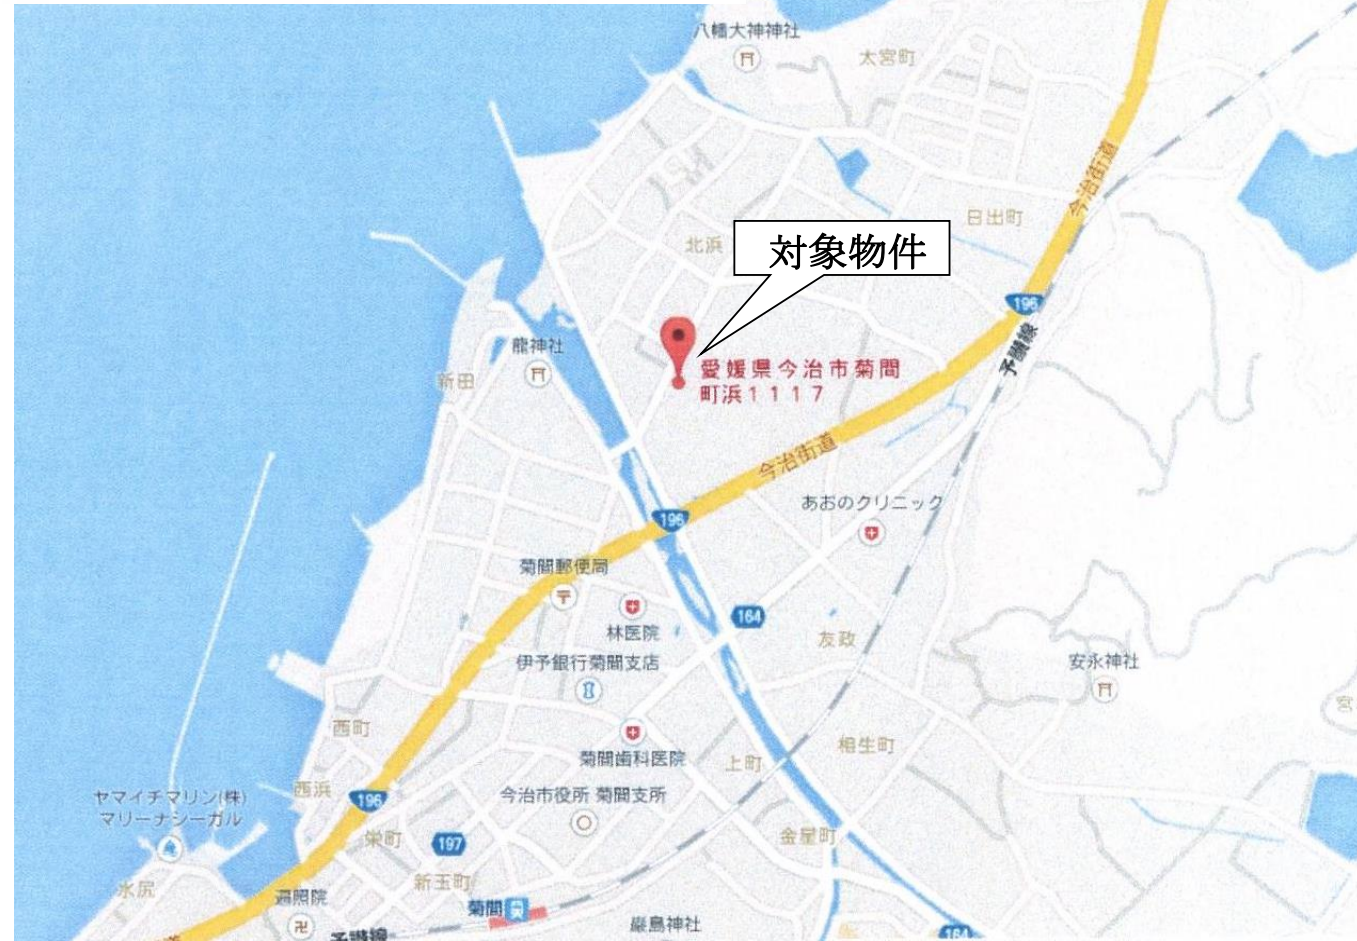 八幡大神神社
太宮町
今治街道
日出町
北浜
対象物件
196
予讃線
龍神社
新田
愛媛県今治市菊間
町浜1117
今治街道
あおのクリニック
196
菊間郵便局
林医院
164
友政
伊予銀行菊間支店
安永神社
宮
西町
菊間歯科医院
上町
相生町
ヤマイチマリン(株)
マリーナシーガル
西浜
196
今治市役所 菊間支所
栄町
197
金屋町
水尻
新玉町
遍照院
菊間
厳島神社
164
予讃線
道